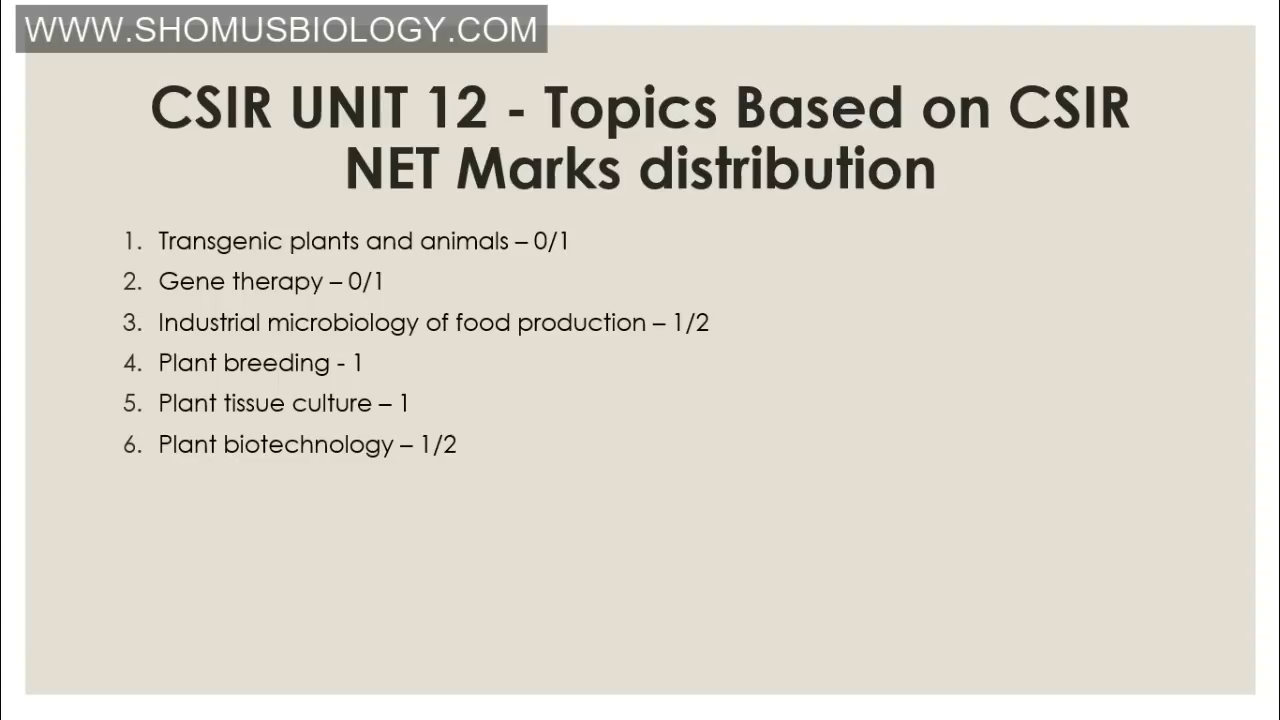 WWW.SHOMUSBIOLOGY.COM
CSIR UNIT 12 - Topics Based on CSIR
NET Marks distribution
1. Transgenic plants and animals – 0/1
2. Gene therapy – 0/1
3. Industrial microbiology of food production – 1/2
4. Plant breeding - 1
5. Plant tissue culture – 1
6. Plant biotechnology – 1/2